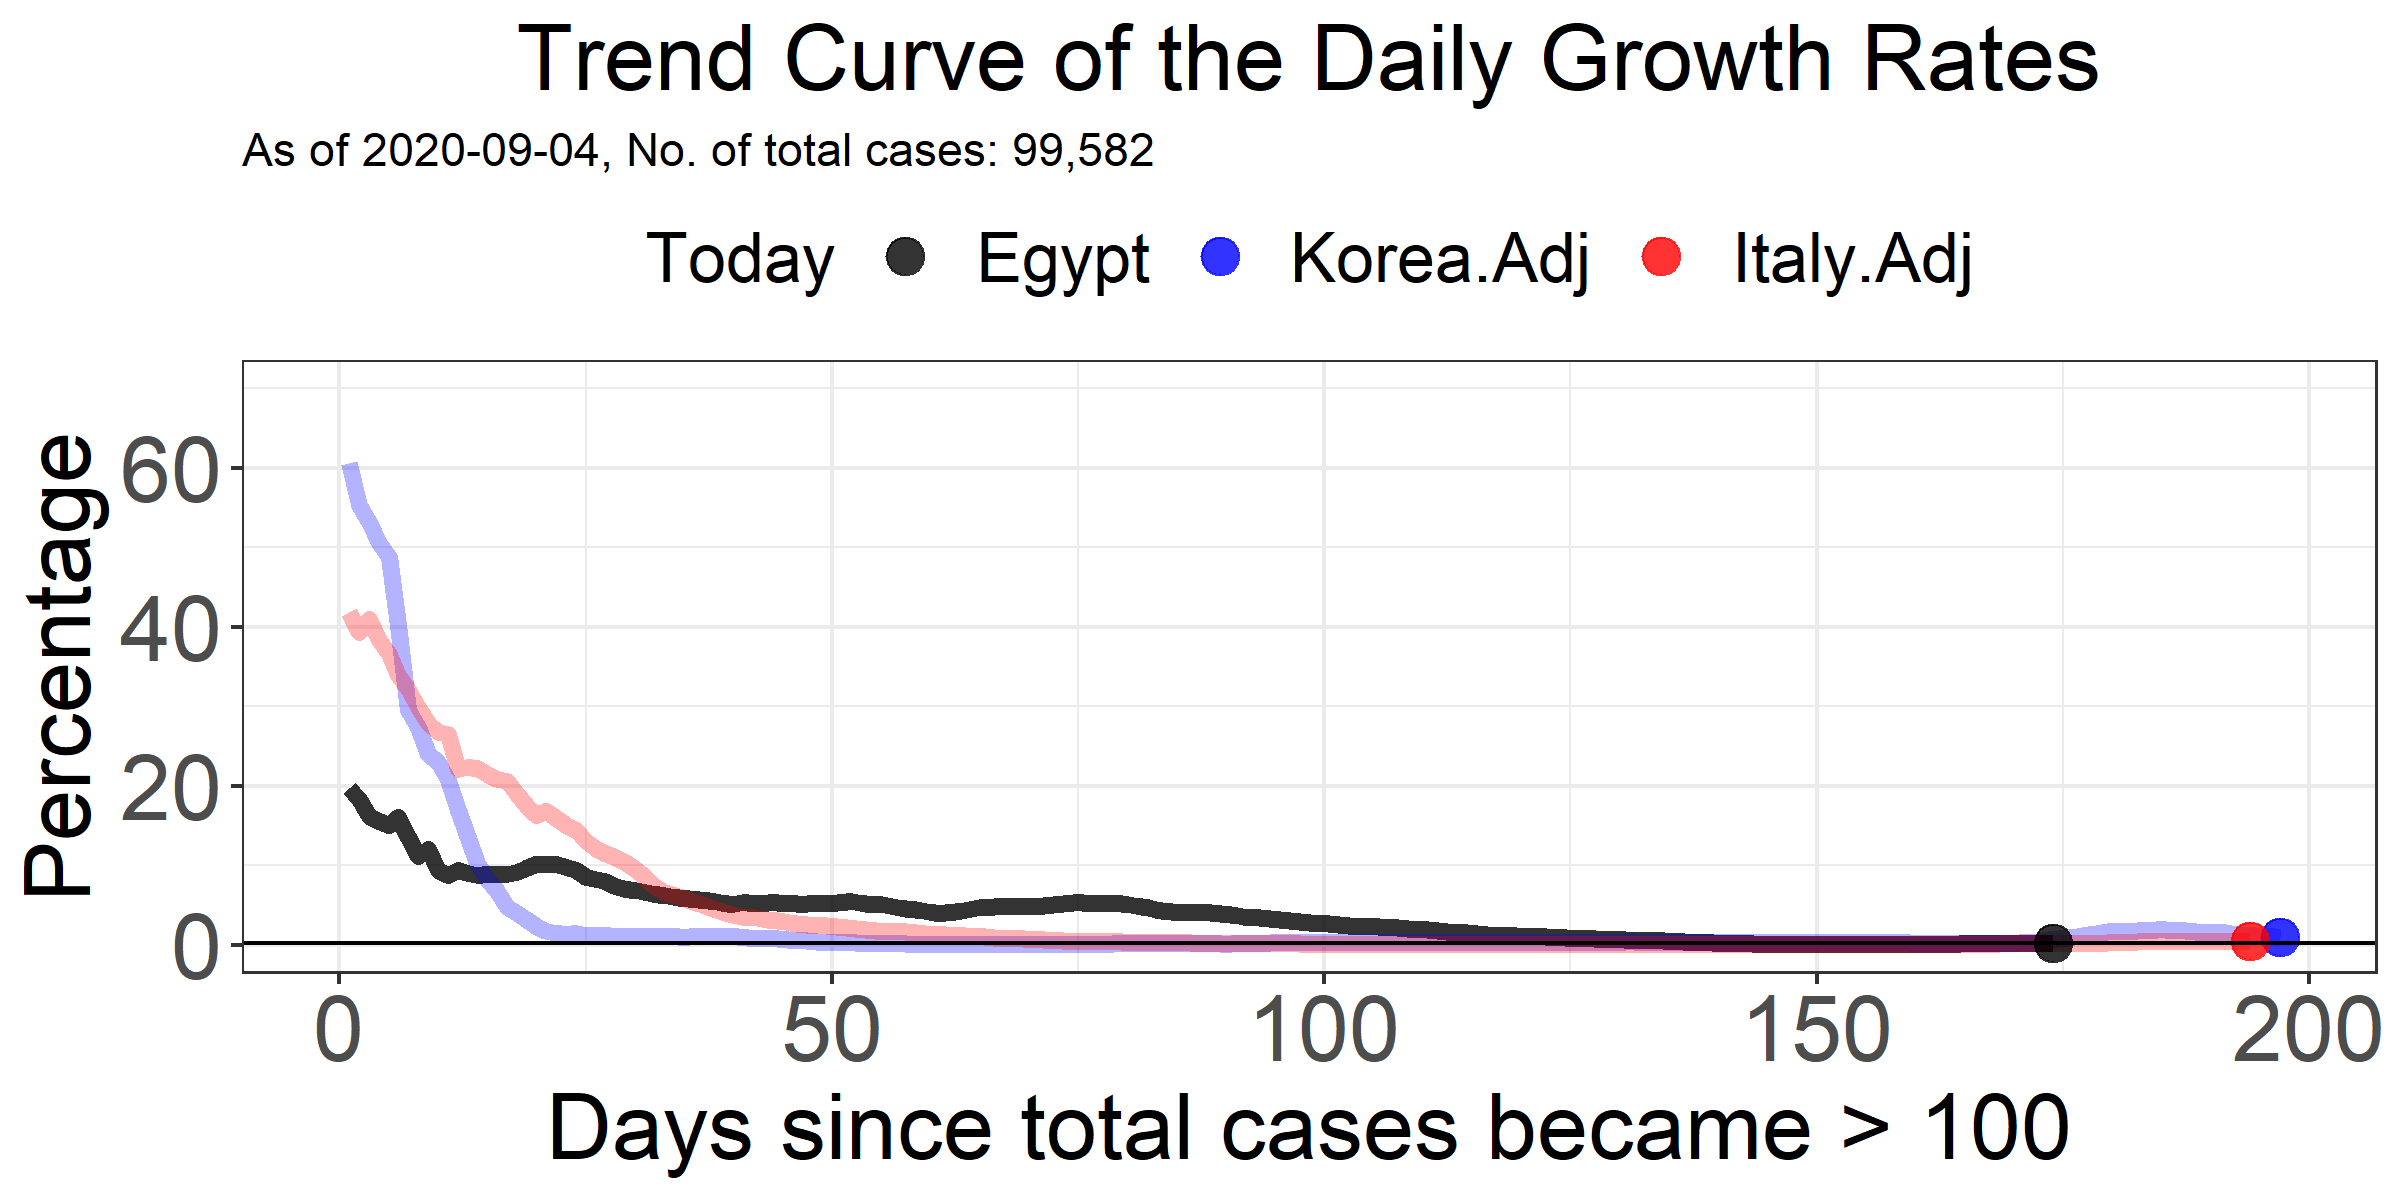 Trend Curve of the Daily Growth Rates
As of 2020-09-04, No. of total cases: 99,582
Today Egypt Korea.Adj Italy.Adj
Percentage
60
40
20
0
0 50 100 150 200
Days since total cases became > 100